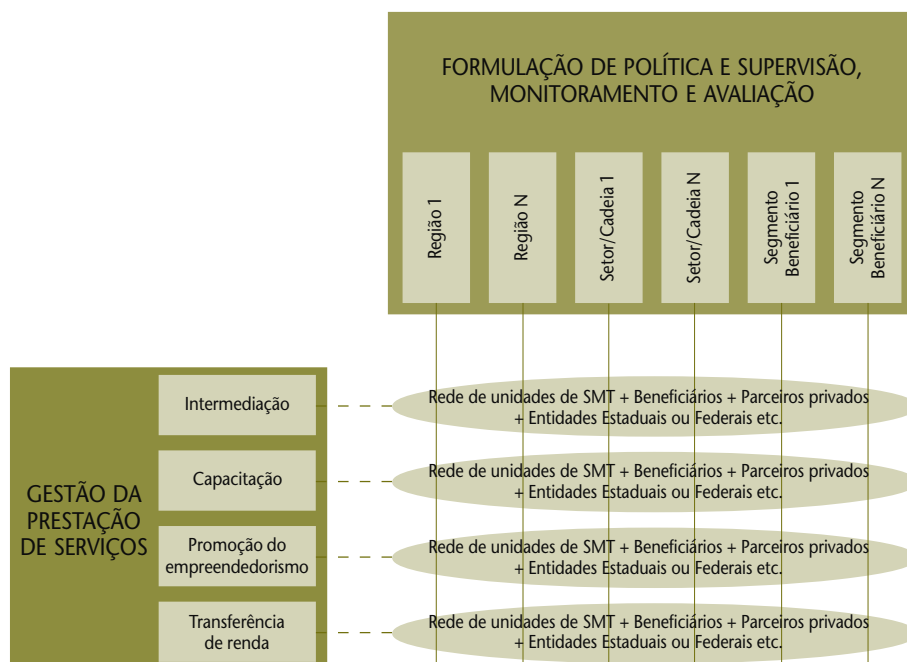 FORMULAÇÃO DE POLÍTICA E SUPERVISÃO,
MONITORAMENTO E AVALIAÇÃO
Região 1
Região N
Setor/Cadeia 1
Setor/Cadeia N
Segmento
Beneficiário 1
Segmento
Beneficiário N
GESTÃO DA
PRESTAÇÃO
DE SERVIÇOS
Intermediação
Rede de unidades de SMT + Beneficiários + Parceiros privados
+ Entidades Estaduais ou Federais etc.
Capacitação
Rede de unidades de SMT + Beneficiários + Parceiros privados
+ Entidades Estaduais ou Federais etc.
Promoção do
empreendedorismo
Rede de unidades de SMT + Beneficiários + Parceiros privados
+ Entidades Estaduais ou Federais etc.
Transferência
de renda
Rede de unidades de SMT + Beneficiários + Parceiros privados
+ Entidades Estaduais ou Federais etc.